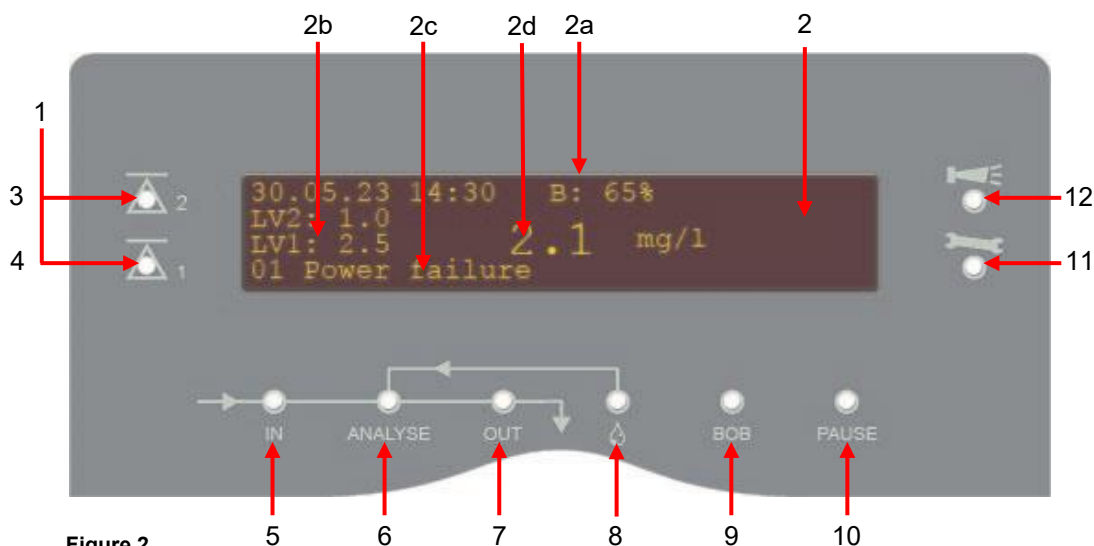 2b 2c 2d 2a 2
1
3
4
2
1
30.05.23 14:30 B: 65%
LV2: 1.0
LV1: 2.5 2.1 mg/l
01 Power failure
12
11
IN ANALYSE OUT BOB PAUSE
5 6 7 8 9 10
Figure 2